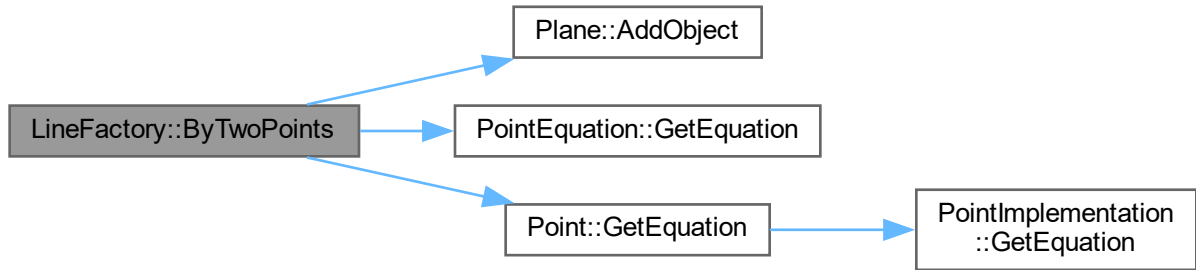 Plane::AddObject
LineFactory::ByTwoPoints
PointEquation::GetEquation
Point::GetEquation
PointImplementation
::GetEquation